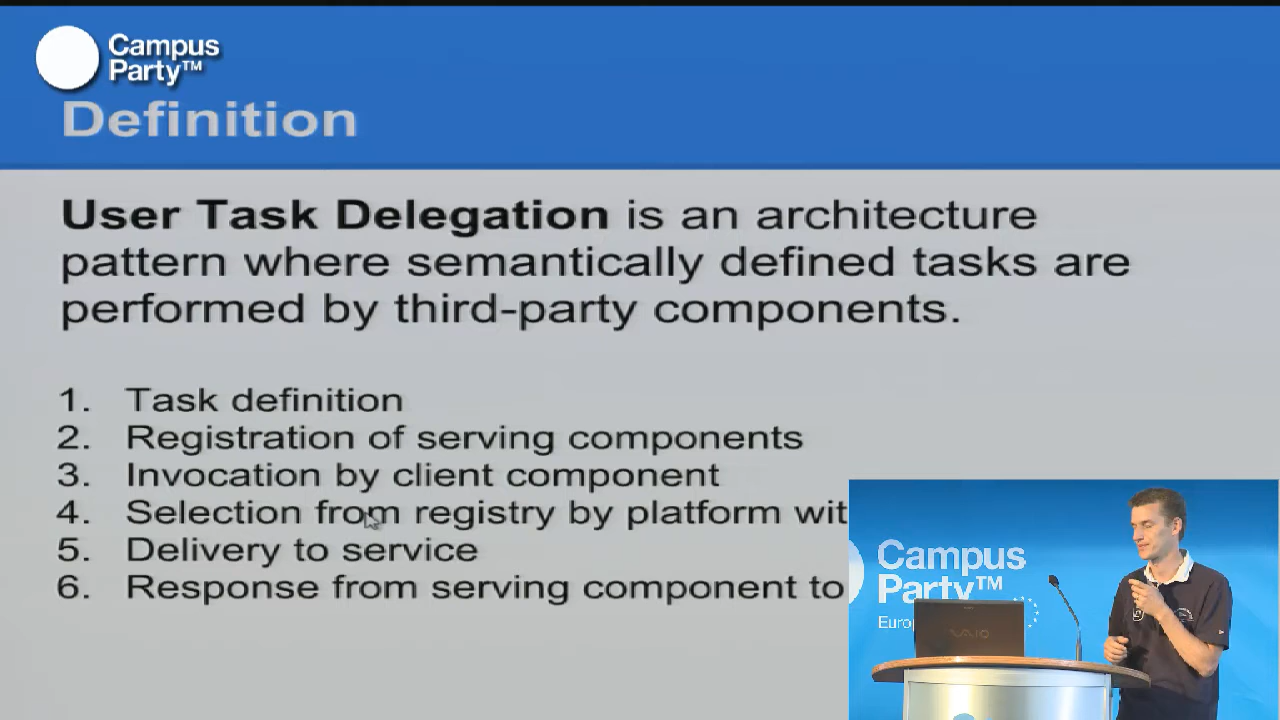 Campus
Party™
Definition
User Task Delegation is an architecture
pattern where semantically defined tasks are
performed by third-party components.
1. Task definition
2. Registration of serving components
3. Invocation by client component
4. Selection from registry by platform wit
5. Delivery to service
6. Response from serving component to
Campus
Party™
Europ
VAIO